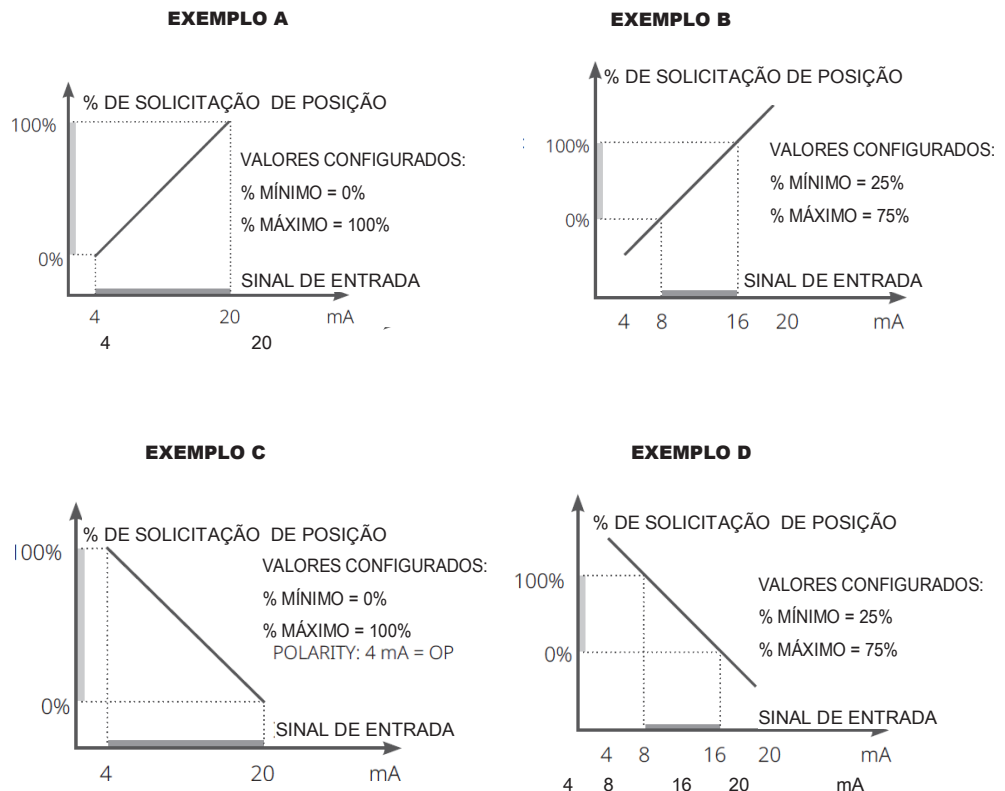 EXEMPLO A
% DE SOLICITAÇÃO DE POSIÇÃO
100%
VALORES CONFIGURADOS:
% MÍNIMO = 0%
% MÁXIMO = 100%
0%
SINAL DE ENTRADA
4 20 mA
4 20
EXEMPLO B
% DE SOLICITAÇÃO DE POSIÇÃO
100%
VALORES CONFIGURADOS:
% MÍNIMO = 25%
% MÁXIMO = 75%
0%
SINAL DE ENTRADA
4 8 16 20 mA
EXEMPLO C
% DE SOLICITAÇÃO DE POSIÇÃO
100%
VALORES CONFIGURADOS:
% MÍNIMO = 0%
% MÁXIMO = 100%
POLARITY: 4 mA = OP
0%
SINAL DE ENTRADA
4 20 mA
EXEMPLO D
% DE SOLICITAÇÃO DE POSIÇÃO
100%
VALORES CONFIGURADOS:
% MÍNIMO = 25%
% MÁXIMO = 75%
0%
SINAL DE ENTRADA
4 8 16 20 mA
4 8 16 20 mA